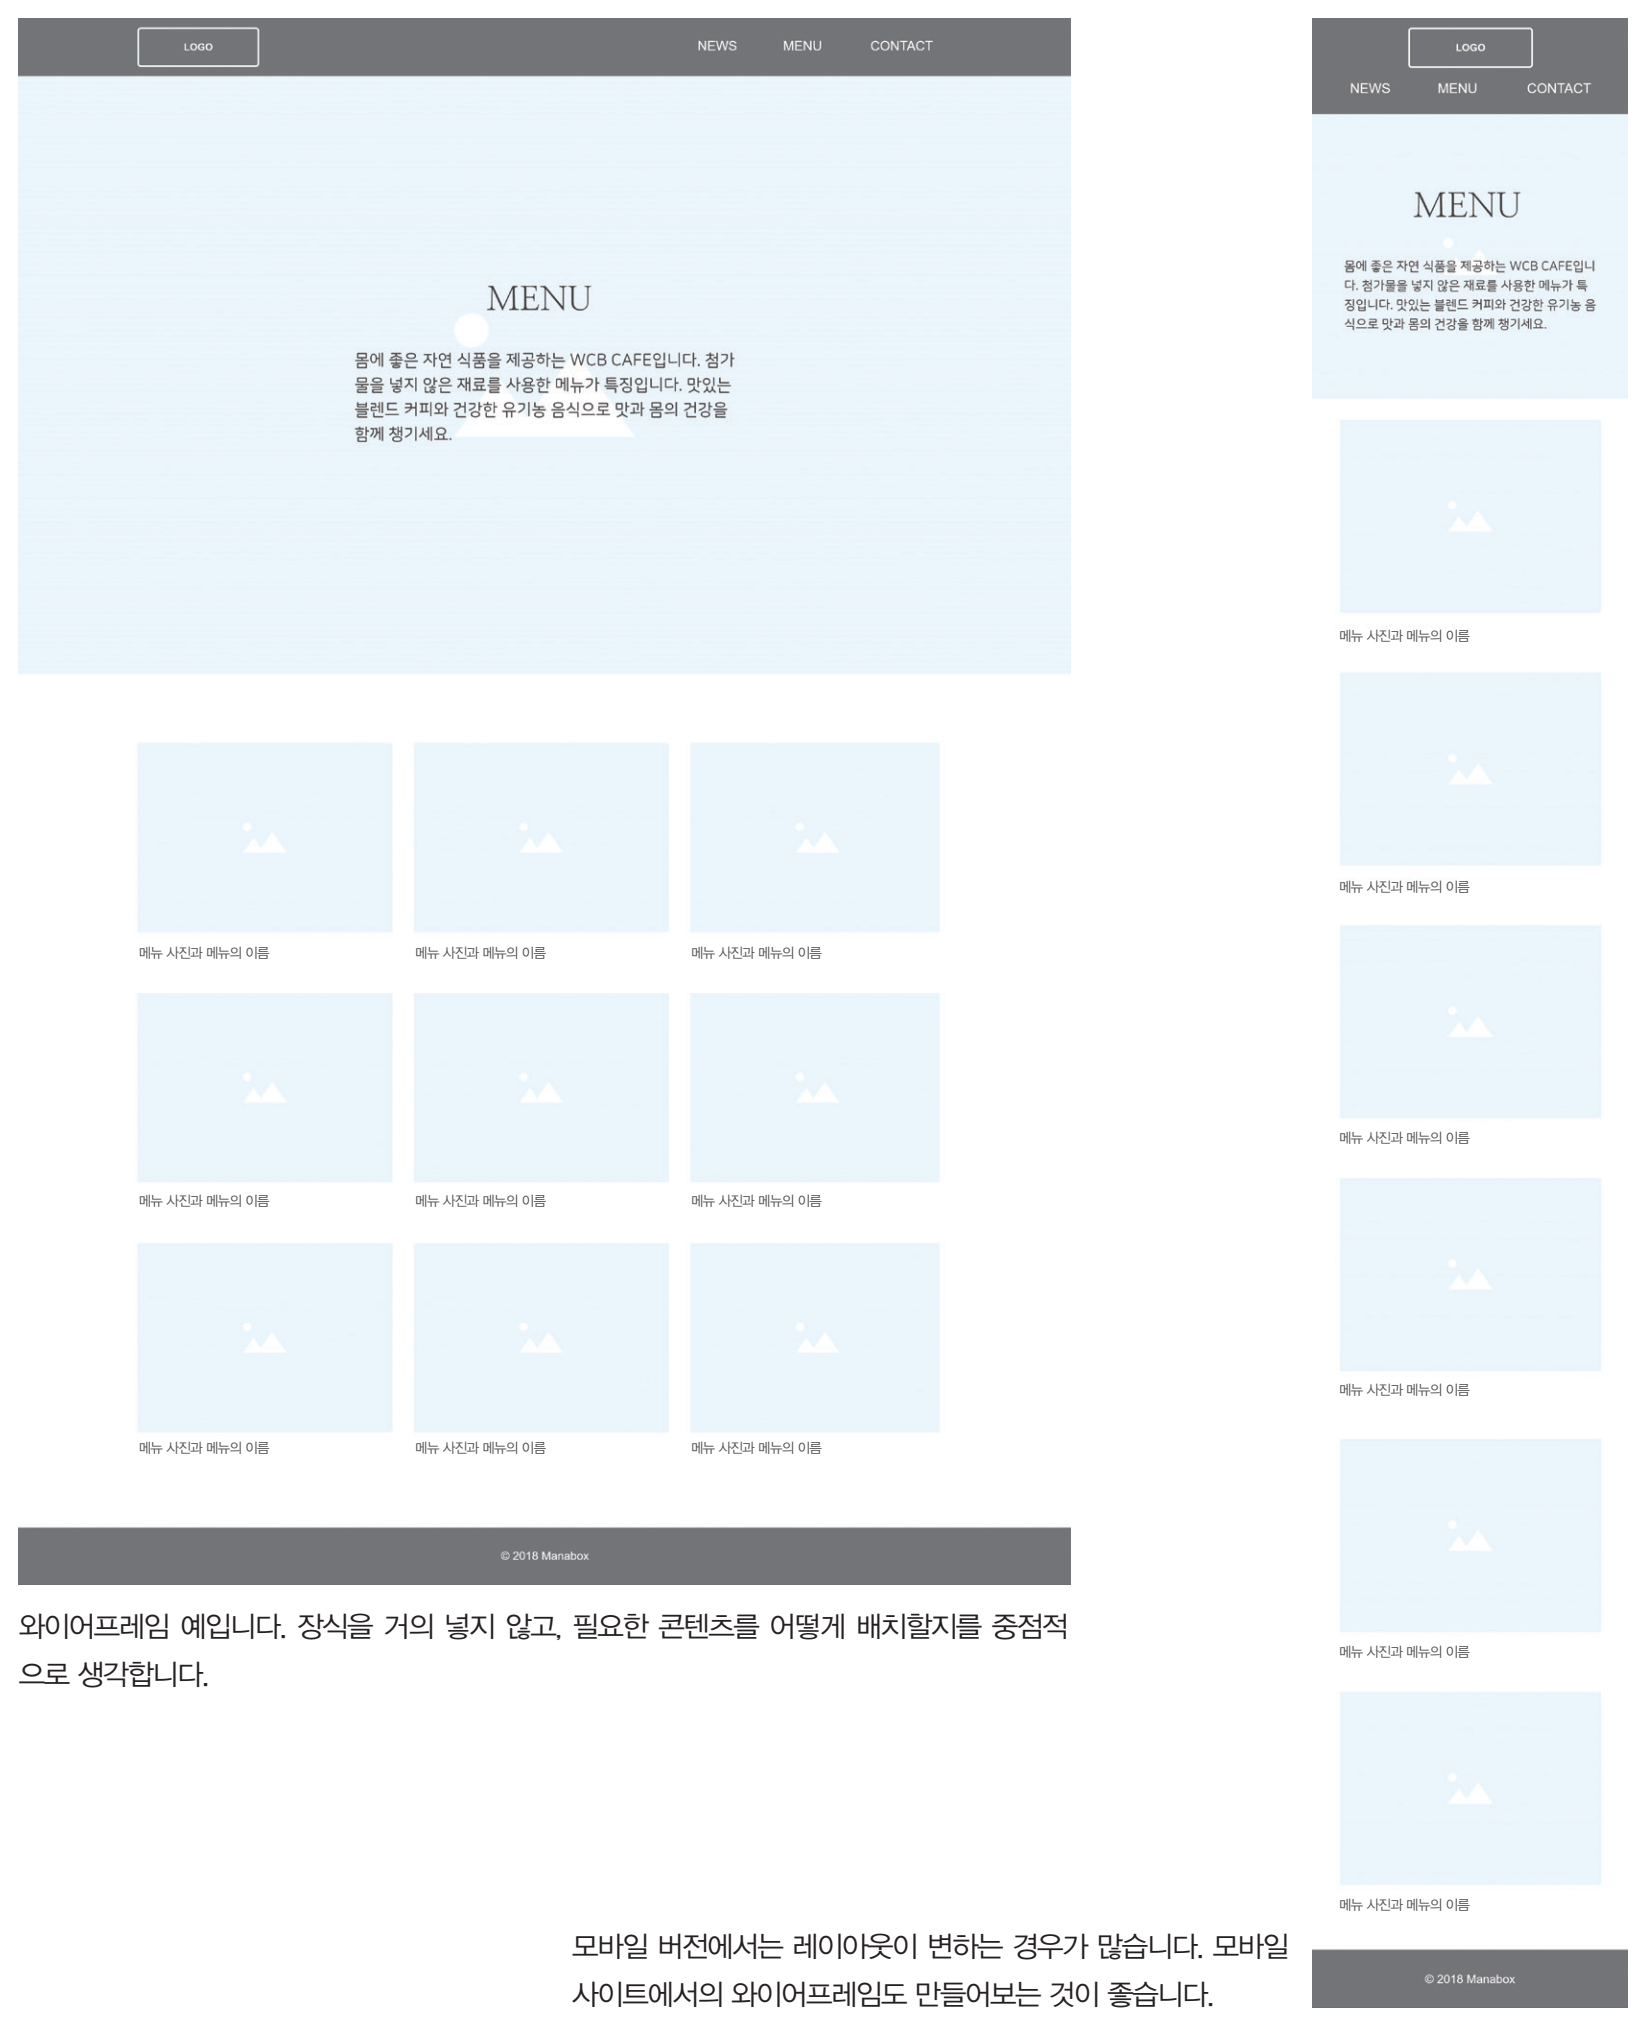 LOGO
NEWS MENU CONTACT
MENU
몸에 좋은 자연 식품을 제공하는 WCB CAFE입니다. 첨가
물을 넣지 않은 재료를 사용한 메뉴가 특징입니다. 맛있는
블렌드 커피와 건강한 유기농 음식으로 맛과 몸의 건강을
함께 챙기세요.
메뉴 사진과 메뉴의 이름 메뉴 사진과 메뉴의 이름 메뉴 사진과 메뉴의 이름
메뉴 사진과 메뉴의 이름 메뉴 사진과 메뉴의 이름 메뉴 사진과 메뉴의 이름
메뉴 사진과 메뉴의 이름 메뉴 사진과 메뉴의 이름 메뉴 사진과 메뉴의 이름
© 2018 Manabox
와이어프레임 예입니다. 장식을 거의 넣지 않고, 필요한 콘텐츠를 어떻게 배치할지를 중점적
으로 생각합니다.
LOGO
NEWS MENU CONTACT
MENU
몸에 좋은 자연 식품을 제공하는 WCB CAFE입니
다. 첨가물을 넣지 않은 재료를 사용한 메뉴가 특
징입니다. 맛있는 블렌드 커피와 건강한 유기농 음
식으로 맛과 몸의 건강을 함께 챙기세요.
메뉴 사진과 메뉴의 이름
메뉴 사진과 메뉴의 이름
메뉴 사진과 메뉴의 이름
메뉴 사진과 메뉴의 이름
메뉴 사진과 메뉴의 이름
메뉴 사진과 메뉴의 이름
© 2018 Manabox
모바일 버전에서는 레이아웃이 변하는 경우가 많습니다. 모바일
사이트에서의 와이어프레임도 만들어보는 것이 좋습니다.